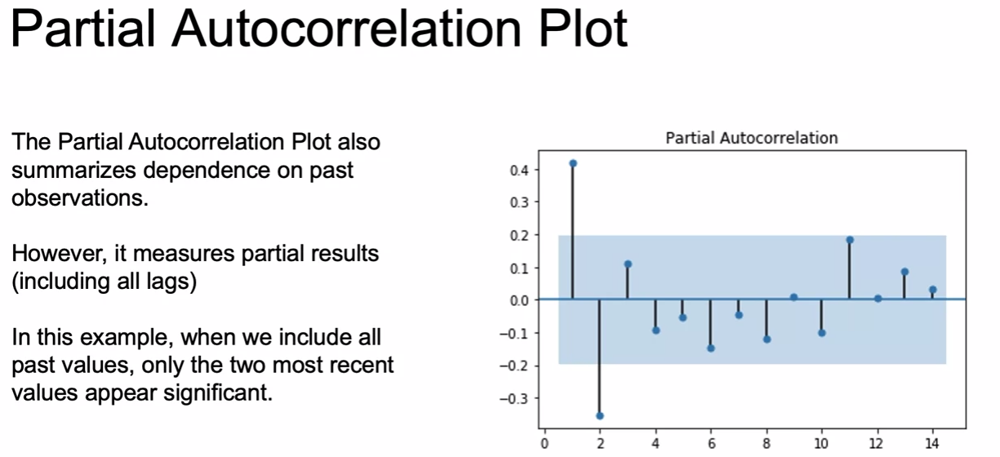 Partial Autocorrelation Plot
The Partial Autocorrelation Plot also
summarizes dependence on past
observations.
However, it measures partial results
(including all lags)
In this example, when we include all
past values, only the two most recent
values appear significant.
Partial Autocorrelation
0.4
0.3
0.2
0.1
0.0
−0.1
−0.2
−0.3
0 2 4 6 8 10 12 14